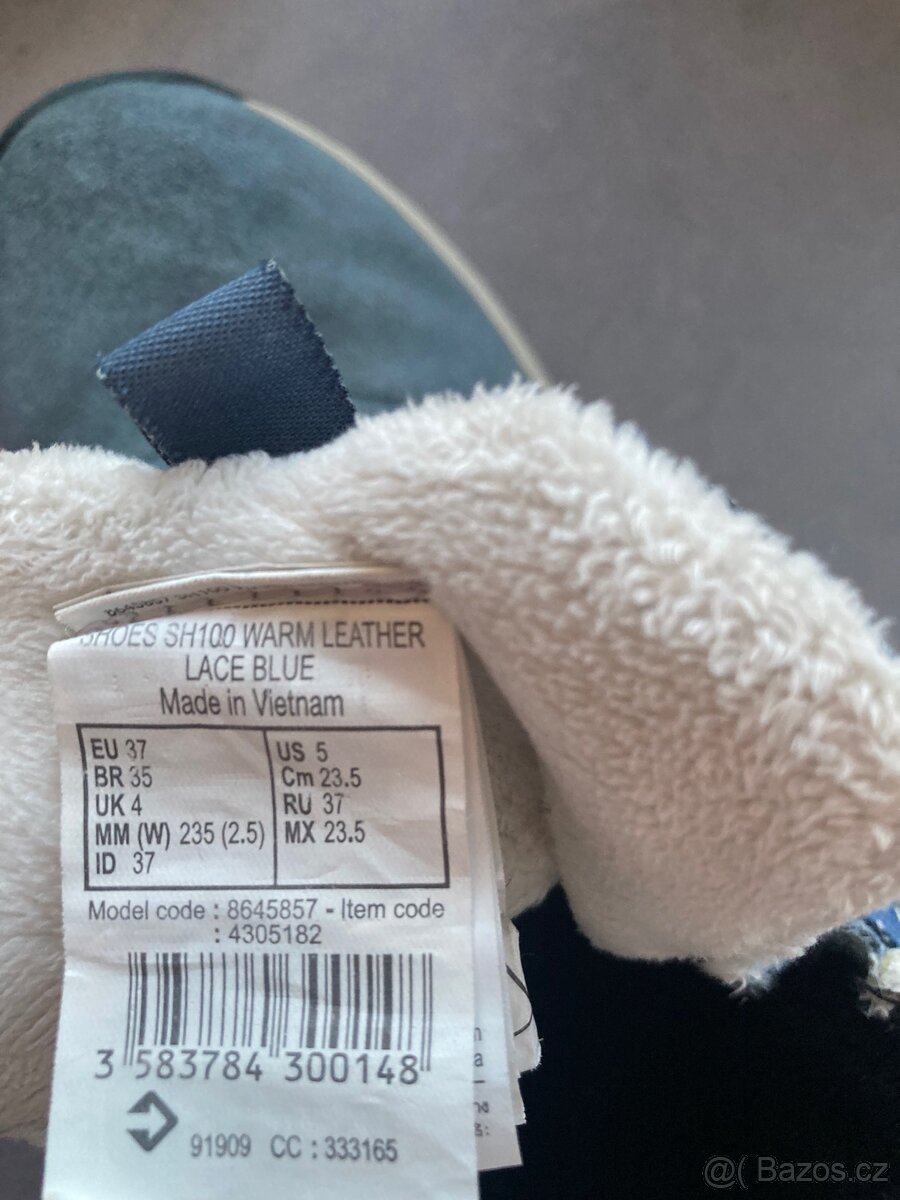 8645857 SH100
SHOES SH100 WARM LEATHER
LACE BLUE
Made in Vietnam
EU 37
BR 35
UK 4
MM (W) 235 (2.5)
ID 37
US 5
Cm 23.5
RU 37
MX 23.5
Model code : 8645857 - Item code
: 4305182
3 583784 300148
91909 CC : 333165
@( Bazos.cz